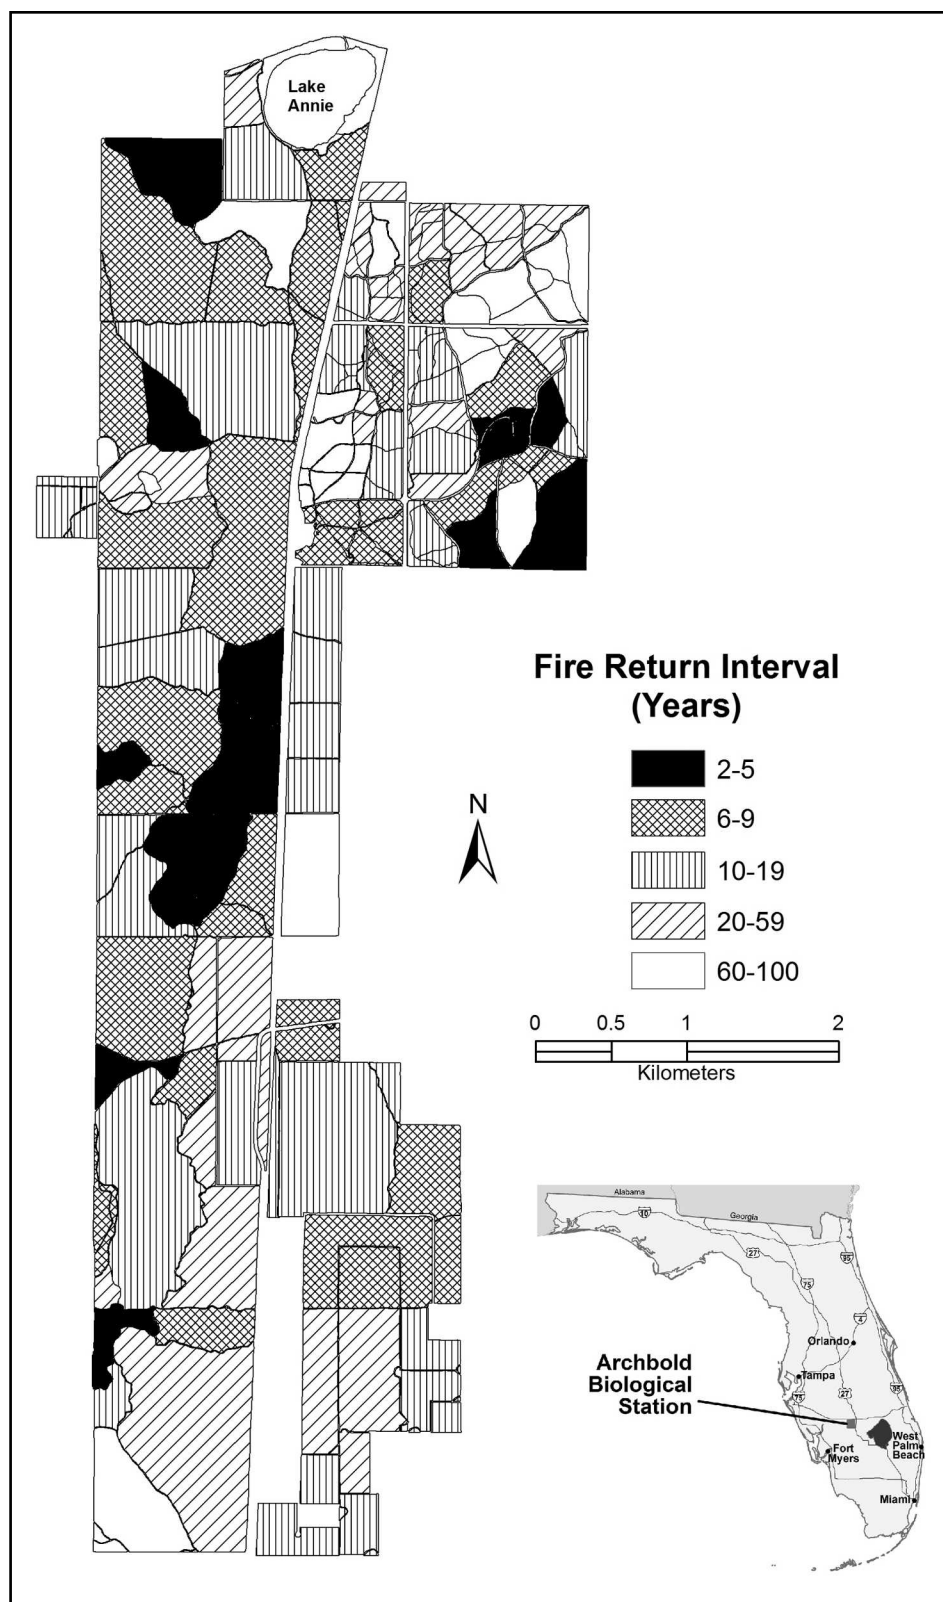 Lake
Annie
Fire Return Interval
(Years)
2-5
6-9
10-19
20-59
60-100
N
0 0.5 1 2
Kilometers
Alabama
Georgia
10
27
75
95
4
Orlando
Tampa
75
27
95
Archbold
Biological
Station
West
Palm
Beach
Fort
Myers
Miami